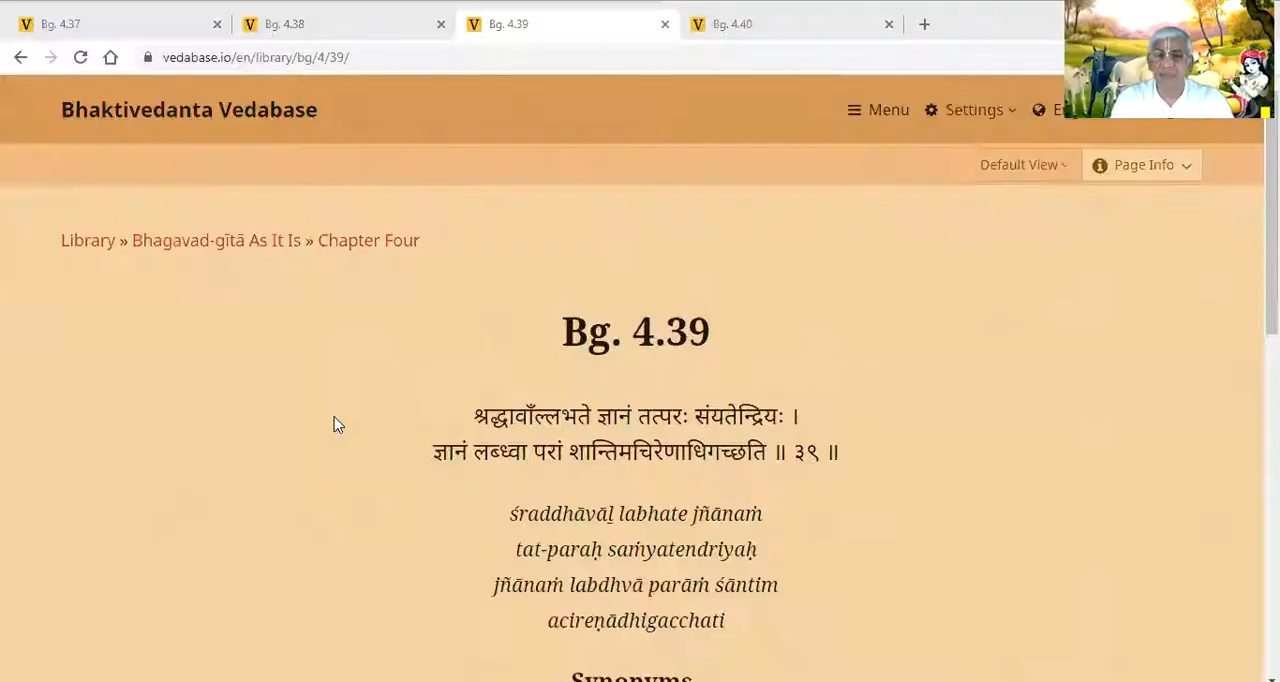 Bg. 4.37
Bg. 4.38
Bg. 4.39
Bg. 4.40
vedabase.io/en/library/bg/4/39/
Bhaktivedanta Vedabase
Menu
Settings
Default View
Page Info
Library » Bhagavad-gītā As It Is » Chapter Four
Bg. 4.39
श्रद्धावाँल्लभते ज्ञानं तत्परः संयतेन्द्रियः ।
ज्ञानं लब्ध्वा परां शान्तिमचिरेणाधिगच्छति ॥ ३९ ॥
śraddhāvāḻ labhate jñānaṁ
tat-paraḥ saṁyatendriyaḥ
jñānaṁ labdhvā parāṁ śāntim
acireṇādhigacchati
Synonyms